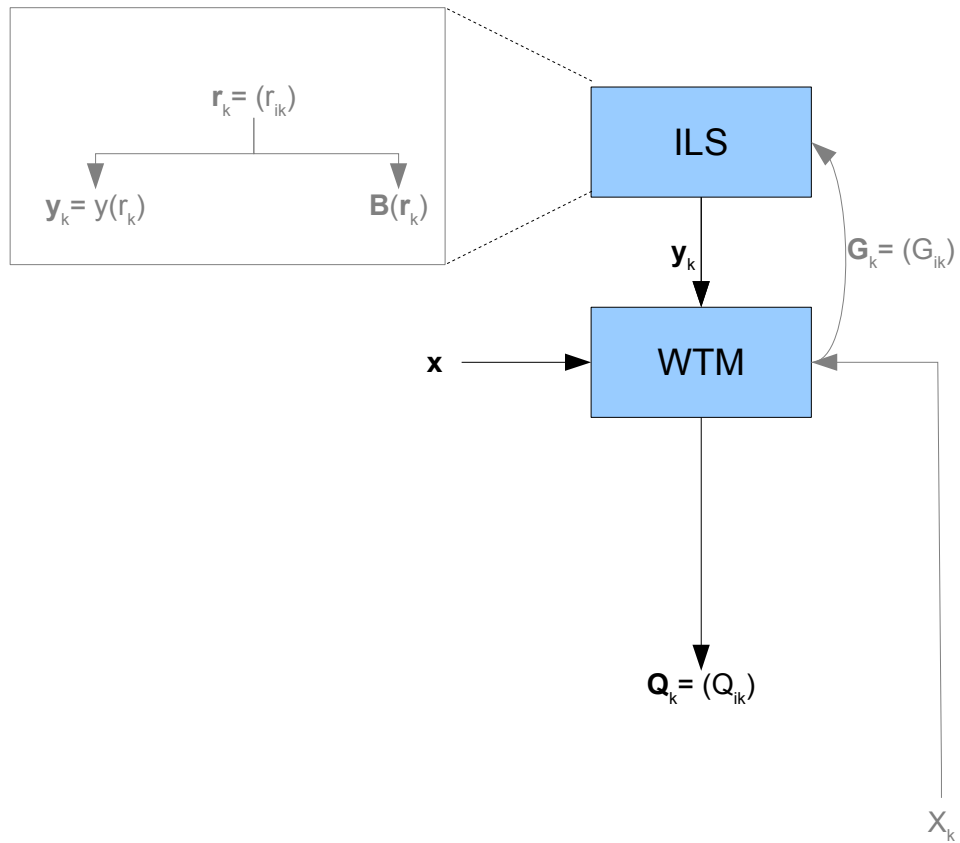 r_k= (r_ik)
y_k= y(r_k)
B(r_k)
ILS
y_k
G_k= (G_ik)
x
WTM
Q_k= (Q_ik)
X_k